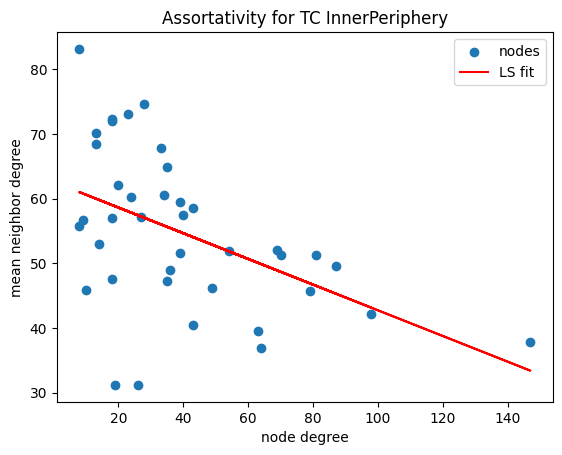 Assortativity for TC InnerPeriphery
nodes
LS fit
mean neighbor degree
80
70
60
50
40
30
20 40 60 80 100 120 140
node degree